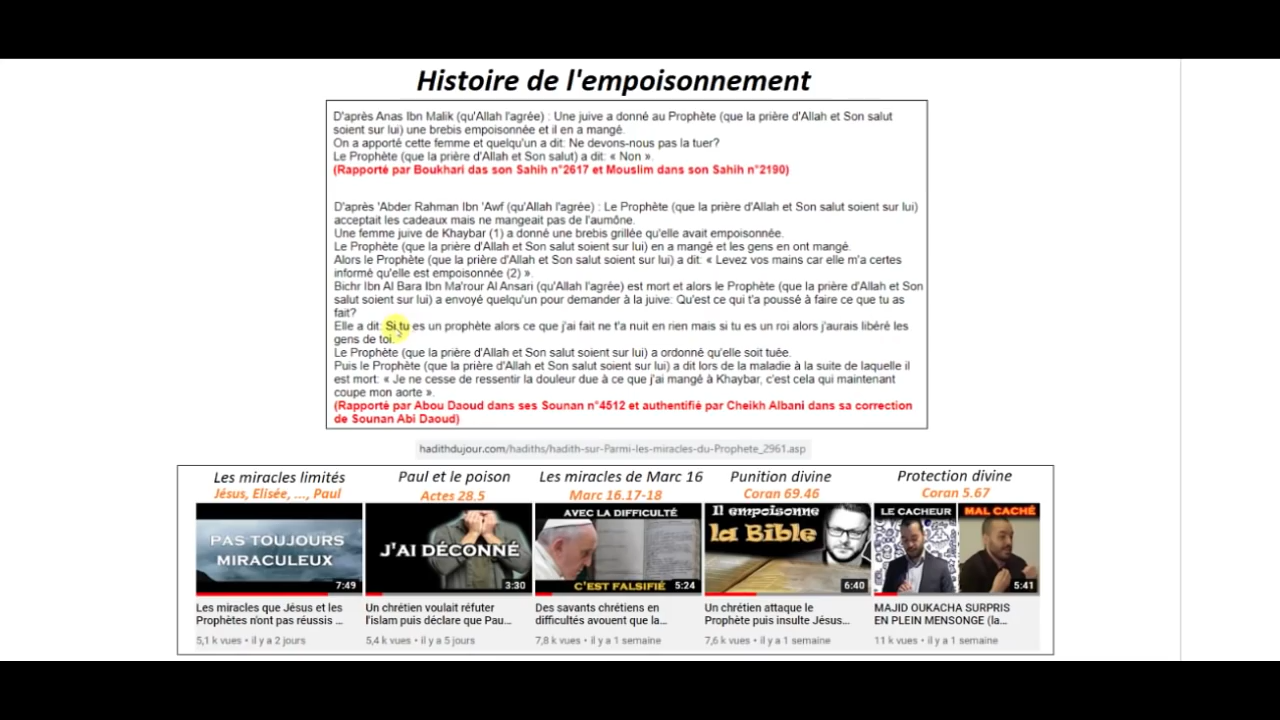 Histoire de l'empoisonnement
D'après Anas Ibn Malik (qu'Allah l'agrée) : Une juive a donné au Prophète (que la prière d'Allah et Son salut
soient sur lui) une brebis empoisonnée et il en a mangé.
On a apporté cette femme et quelqu'un a dit: Ne devons-nous pas la tuer?
Le Prophète (que la prière d'Allah et Son salut) a dit: « Non ».
(Rapporté par Boukhari das son Sahih n°2617 et Mouslim dans son Sahih n°2190)
D'après 'Abder Rahman Ibn 'Awf (qu'Allah l'agrée) : Le Prophète (que la prière d'Allah et Son salut soient sur lui)
acceptait les cadeaux mais ne mangeait pas de l'aumône.
Une femme juive de Khaybar (1) a donné une brebis grillée qu'elle avait empoisonnée.
Le Prophète (que la prière d'Allah et Son salut soient sur lui) en a mangé et les gens en ont mangé.
Alors le Prophète (que la prière d'Allah et Son salut soient sur lui) a dit: « Levez vos mains car elle m'a certes
informé qu'elle est empoisonnée (2) ».
Bichr Ibn Al Bara Ibn Ma'rour Al Ansari (qu'Allah l'agrée) est mort et alors le Prophète (que la prière d'Allah et Son
salut soient sur lui) a envoyé quelqu'un pour demander à la juive: Qu'est ce qui t'a poussé à faire ce que tu as
fait?
Elle a dit: Si tu es un prophète alors ce que j'ai fait ne t'a nuit en rien mais si tu es un roi alors j'aurais libéré les
gens de toi.
Le Prophète (que la prière d'Allah et Son salut soient sur lui) a ordonné qu'elle soit tuée.
Puis le Prophète (que la prière d'Allah et Son salut soient sur lui) a dit lors de la maladie à la suite de laquelle il
est mort: « Je ne cesse de ressentir la douleur due à ce que j'ai mangé à Khaybar, c'est cela qui maintenant
coupe mon aorte ».
(Rapporté par Abou Daoud dans ses Sounan n°4512 et authentifié par Cheikh Albani dans sa correction
de Sounan Abi Daoud)
hadithdujour.com/hadiths/hadith-sur-Parmi-les-miracles-du-Prophete_2961.asp
Les miracles limités
Jésus, Elisée, ..., Paul
PAS TOUJOURS
MIRACULEUX
7:49
Les miracles que Jésus et les
Prophètes n'ont pas réussis ...
5,1 k vues • il y a 2 jours
Paul et le poison
Actes 28.5
J'AI DÉCONNÉ
3:30
Un chrétien voulait réfuter
l'islam puis déclare que Pau...
5,4 k vues • il y a 5 jours
Les miracles de Marc 16
Marc 16.17-18
AVEC LA DIFFICULTÉ
C'EST FALSIFIÉ
5:24
Des savants chrétiens en
difficultés avouent que la...
7,8 k vues • il y a 1 semaine
Punition divine
Coran 69.46
Il empoisonne
la Bible
6:40
Un chrétien attaque le
Prophète puis insulte Jésus...
7,6 k vues • il y a 1 semaine
Protection divine
Coran 5.67
LE CACHEUR
MAL CACHÉ
5:41
MAJID OUKACHA SURPRIS
EN PLEIN MENSONGE (la...
11 k vues • il y a 1 semaine